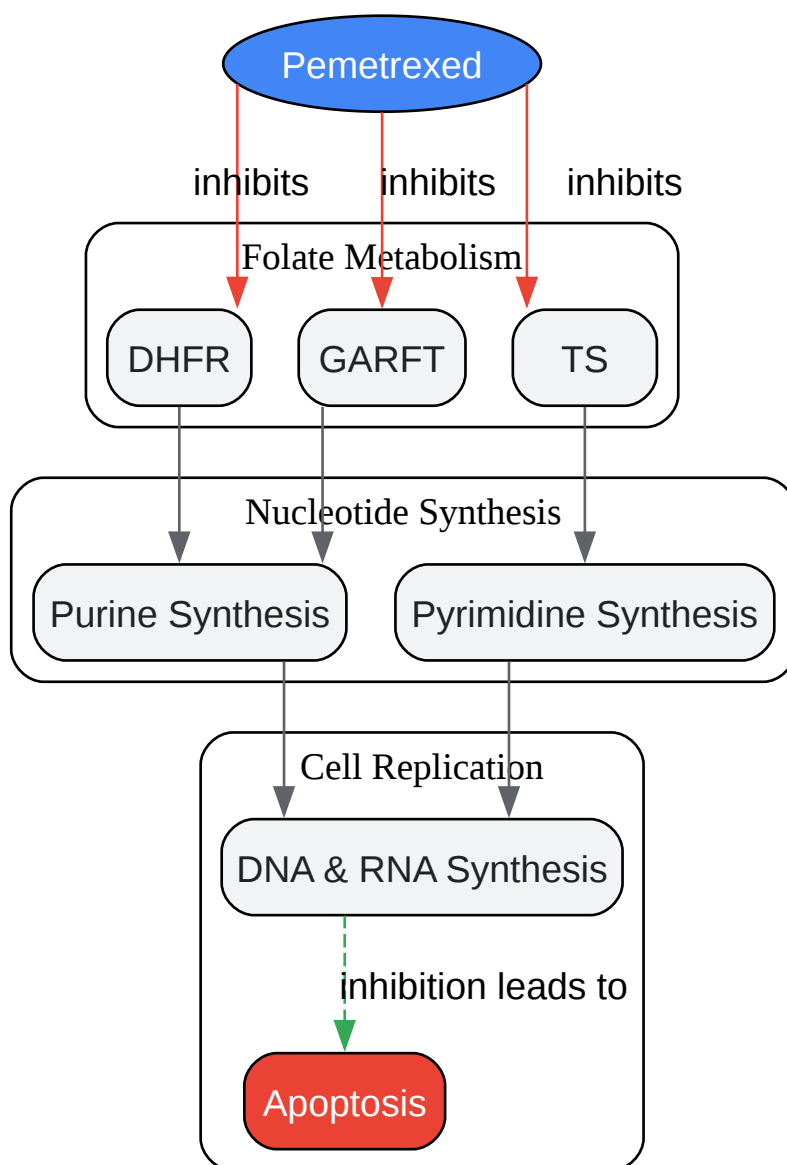 Pemetrexed
inhibits inhibits inhibits
Folate Metabolism
DHFR GARFT TS
Nucleotide Synthesis
Purine Synthesis Pyrimidine Synthesis
Cell Replication
DNA & RNA Synthesis
inhibition leads to
Apoptosis